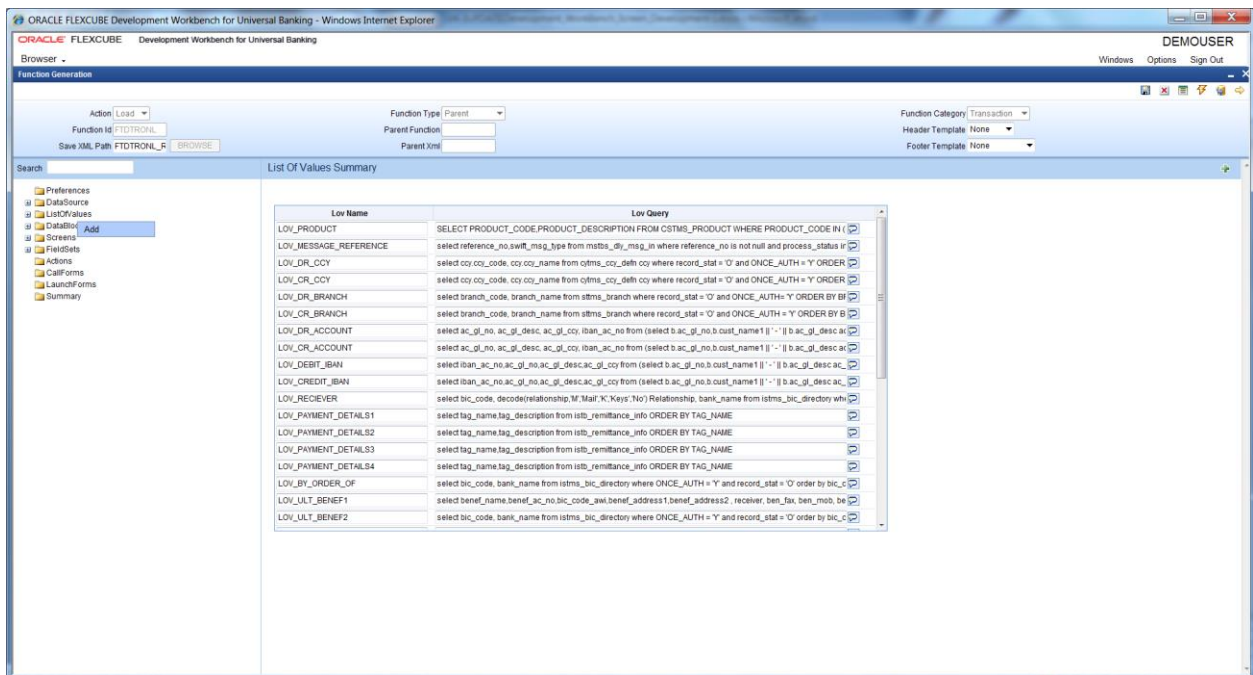 ORACLE FLEXCUBE Development Workbench for Universal Banking - Windows Internet Explorer
ORACLE FLEXCUBE Development Workbench for Universal Banking DEMOUSER
Browser Windows Options Sign Out
Function Generation
Action Load Function Type Parent Function Category Transaction
Function Id FTDTRONL Parent Function Header Template None
Save XML Path FTDTRONL_R BROWSE Parent Xml Footer Template None
Search List Of Values Summary
Preferences
DataSource
ListOfValues
DataBloc Add
Screens
FieldSets
Actions
CallForms
LaunchForms
Summary
Lov Name Lov Query
LOV_PRODUCT SELECT PRODUCT_CODE,PRODUCT_DESCRIPTION FROM CSTMS_PRODUCT WHERE PRODUCT_CODE IN (
LOV_MESSAGE_REFERENCE select reference_no,swift_msg_type from mstbs_dly_msg_in where reference_no is not null and process_status in
LOV_DR_CCY select ccy.ccy_code, ccy.ccy_name from cytms_ccy_defn ccy where record_stat = 'O' and ONCE_AUTH = 'Y' ORDER
LOV_CR_CCY select ccy.ccy_code, ccy.ccy_name from cytms_ccy_defn ccy where record_stat = 'O' and ONCE_AUTH = 'Y' ORDER
LOV_DR_BRANCH select branch_code, branch_name from sttms_branch where record_stat = 'O' and ONCE_AUTH= 'Y' ORDER BY BR
LOV_CR_BRANCH select branch_code, branch_name from sttms_branch where record_stat = 'O' and ONCE_AUTH = 'Y' ORDER BY B
LOV_DR_ACCOUNT select ac_gl_no, ac_gl_desc, ac_gl_ccy, iban_ac_no from (select b.ac_gl_no,b.cust_name1 || ' - ' || b.ac_gl_desc ac
LOV_CR_ACCOUNT select ac_gl_no, ac_gl_desc, ac_gl_ccy, iban_ac_no from (select b.ac_gl_no,b.cust_name1 || ' - ' || b.ac_gl_desc ac
LOV_DEBIT_IBAN select iban_ac_no,ac_gl_no,ac_gl_desc,ac_gl_ccy from (select b.ac_gl_no,b.cust_name1 || ' - ' || b.ac_gl_desc ac_
LOV_CREDIT_IBAN select iban_ac_no,ac_gl_no,ac_gl_desc,ac_gl_ccy from (select b.ac_gl_no,b.cust_name1 || ' - ' || b.ac_gl_desc ac_
LOV_RECIEVER select bic_code, decode(relationship,'M','Mail','K','Keys','No') Relationship, bank_name from istms_bic_directory whe
LOV_PAYMENT_DETAILS1 select tag_name,tag_description from istb_remittance_info ORDER BY TAG_NAME
LOV_PAYMENT_DETAILS2 select tag_name,tag_description from istb_remittance_info ORDER BY TAG_NAME
LOV_PAYMENT_DETAILS3 select tag_name,tag_description from istb_remittance_info ORDER BY TAG_NAME
LOV_PAYMENT_DETAILS4 select tag_name,tag_description from istb_remittance_info ORDER BY TAG_NAME
LOV_BY_ORDER_OF select bic_code, bank_name from istms_bic_directory where ONCE_AUTH = 'Y' and record_stat = 'O' order by bic_c
LOV_ULT_BENEF1 select benef_name,benef_ac_no,bic_code_awi,benef_address1,benef_address2 , receiver, ben_fax, ben_mob, be
LOV_ULT_BENEF2 select bic_code, bank_name from istms_bic_directory where ONCE_AUTH = 'Y' and record_stat = 'O' order by bic_c